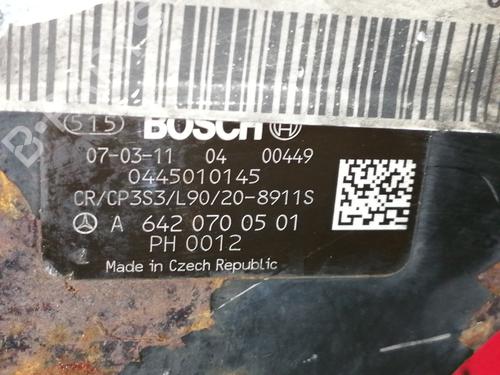 515 BOSCH
07-03-11 04 00449
0445010145
CR/CP3S3/L90/20-8911S
A 642 070 05 01
PH 0012
Made in Czech Republic